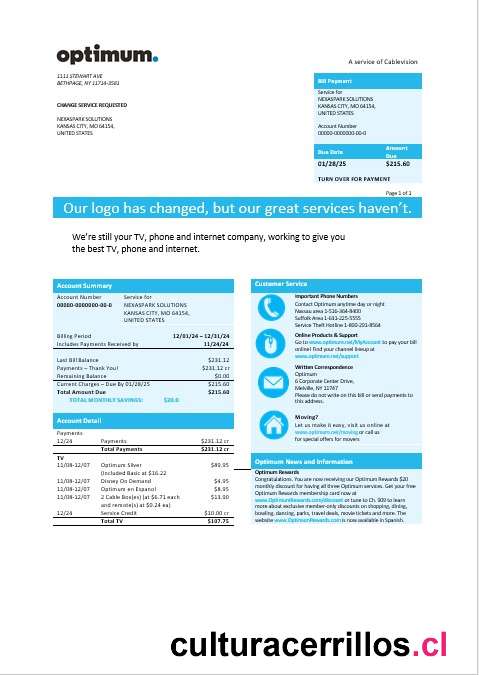 optimum.
A service of Cablevision
1111 STEWART AVE
BETHPAGE, NY 11714-3581
CHANGE SERVICE REQUESTED
NEXASPARK SOLUTIONS
KANSAS CITY, MO 64154,
UNITED STATES
Bill Payment
Service for
NEXASPARK SOLUTIONS
KANSAS CITY, MO 64154,
UNITED STATES
Account Number
00000-0000000-00-0
Due Date Amount Due
01/28/25 $215.60
TURN OVER FOR PAYMENT
Page 1 of 1
Our logo has changed, but our great services haven't.
We're still your TV, phone and internet company, working to give you
the best TV, phone and internet.
Account Summary
Account Number Service for
00000-0000000-00-0 NEXASPARK SOLUTIONS
KANSAS CITY, MO 64154,
UNITED STATES
Billing Period 12/01/24 – 12/31/24
Includes Payments Received by 11/24/24
Last Bill Balance $231.12
Payments – Thank You! $231.12 cr
Remaining Balance $0.00
Current Charges – Due By 01/28/25 $215.60
Total Amount Due $215.60
TOTAL MONTHLY SAVINGS: $20.0
Account Detail
Payments
12/24 Payments $231.12 cr
Total Payments $231.12 cr
TV
11/08-12/07 Optimum Silver $89.95
(Included Basic at $16.22
11/08-12/07 Disney On Demand $4.95
11/08-12/07 Optimum en Espanol $8.95
11/08-12/07 2 Cable Box(es) (at $6.71 each $13.90
and remote(s) at $0.24 ea)
12/24 Service Credit $10.00 cr
Total TV $107.75
Customer Service
Important Phone Numbers
Contact Optimum anytime day or night
Nassau area 1-516-364-8400
Suffolk Area 1-631-225-5555
Service Theft Hotline 1-800-291-8564
Online Products & Support
Go to www.optimum.net/MyAccount to pay your bill
online! Find your channel lineup at
www.optimum.net/support
Written Correspondence
Optimum
6 Corporate Center Drive,
Melville, NY 11747
Please do not write on this bill or send payments to
this address.
Moving?
Let us make it easy, visit us online at
www.optimum.net/moving or call us
for special offers for movers
Optimum News and Information
Optimum Rewards
Congratulations. You are now receiving our Optimum Rewards $20
monthly discount for having all three Optimum services. Get your free
Optimum Rewards membership card now at
www.OptimumRewards.com/discount or tune to Ch. 900 to learn
more about exclusive member-only discounts on shopping, dining,
bowling, dancing, parks, travel deals, movie tickets and more. The
website www.OptimumRewards.com is now available in Spanish.
culturacerrillos.cl